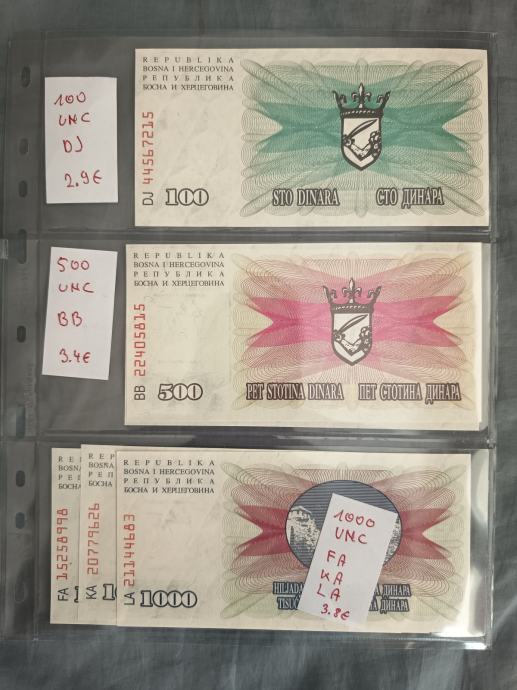 100
UNC
DJ
2.9€
REPUBLIKA
BOSNA I HERCEGOVINA
РЕПУБЛИКА
БОСНА И ХЕРЦЕГОВИНА
DJ 44567215
100
STO DINARA
СТО ДИНАРА
500
UNC
BB
3.4€
REPUBLIKA
BOSNA I HERCEGOVINA
РЕПУБЛИКА
БОСНА И ХЕРЦЕГОВИНА
BB 22405815
500
PET STOTINA DINARA
ПЕТ СТОТИНА ДИНАРА
FA 15258998
KA 20779626
REPUBLIKA
BOSNA I HERCEGOVINA
РЕПУБЛИКА
БОСНА И ХЕРЦЕГОВИНА
LA 21144683
1000
HILJADA
ДИНАРА
ДИНАРА
1000
UNC
FA
KA
LA
3.8€